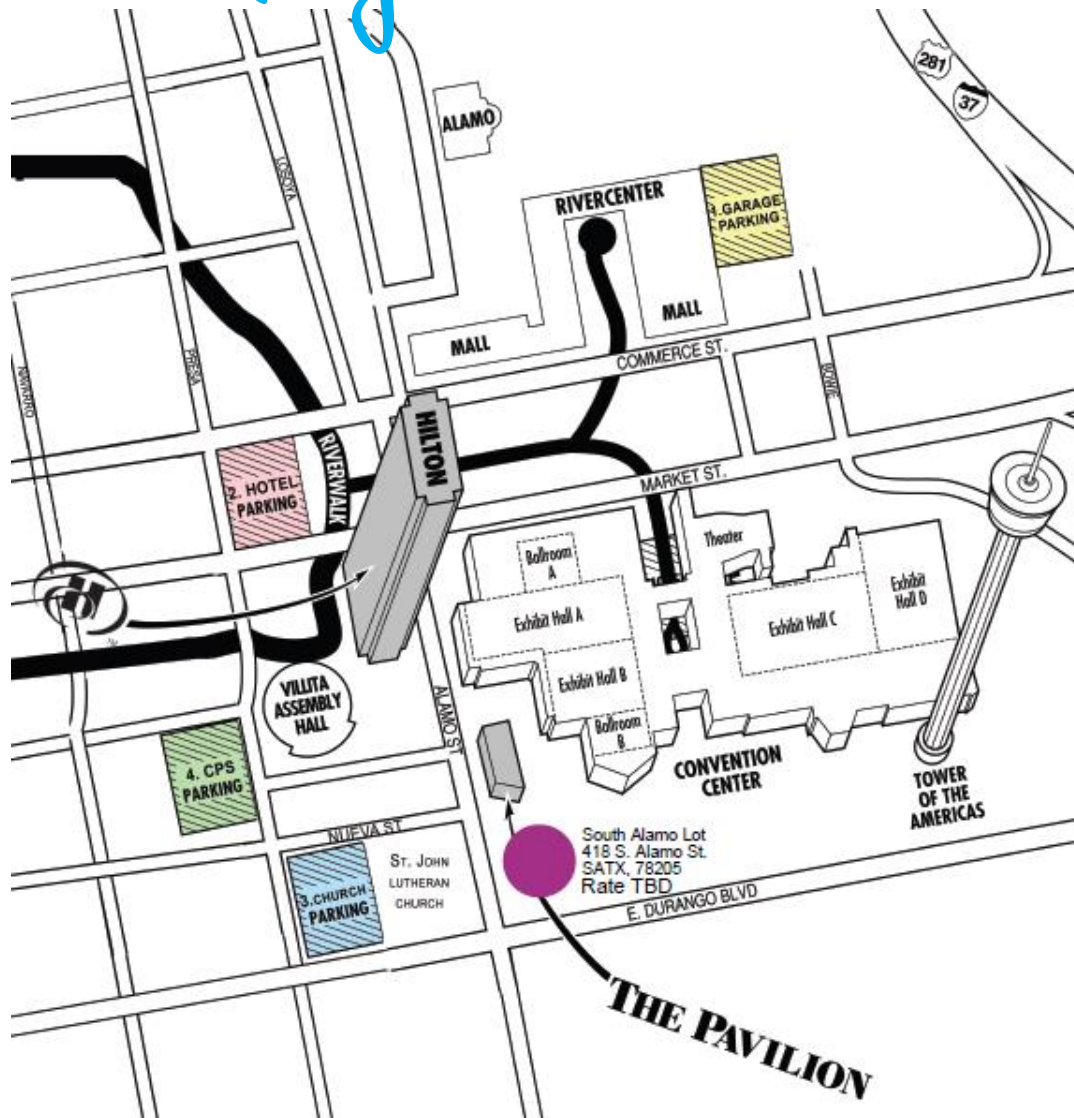 281
37
ALAMO
LOSOYA
RIVERCENTER
1.GARAGE
PARKING
MALL
MALL
COMMERCE ST.
NAVARRO
PRESA
BOWIE
HILTON
RIVERWALK
2. HOTEL
PARKING
MARKET ST.
Theater
Ballroom
A
Exhibit Hall A
Exhibit Hall B
Ballroom
B
Exhibit Hall C
Exhibit
Hall D
H
VILLITA
ASSEMBLY
HALL
ALAMO ST
4. CPS
PARKING
CONVENTION
CENTER
TOWER
OF THE
AMERICAS
NUEVA ST
ST. JOHN
LUTHERAN
CHURCH
3.CHURCH
PARKING
South Alamo Lot
418 S. Alamo St.
SATX, 78205
Rate TBD
E. DURANGO BLVD
THE PAVILION